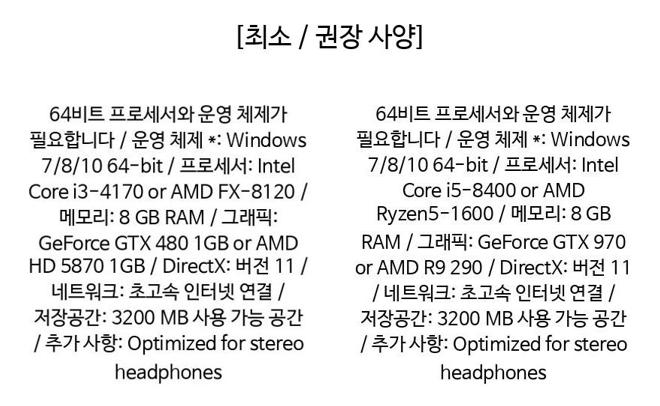 [최소 / 권장 사양]
64비트 프로세서와 운영 체제가
필요합니다 / 운영 체제 *: Windows
7/8/10 64-bit / 프로세서: Intel
Core i3-4170 or AMD FX-8120 /
메모리: 8 GB RAM / 그래픽:
GeForce GTX 480 1GB or AMD
HD 5870 1GB / DirectX: 버전 11 /
네트워크: 초고속 인터넷 연결 /
저장공간: 3200 MB 사용 가능 공간
/ 추가 사항: Optimized for stereo
headphones
64비트 프로세서와 운영 체제가
필요합니다 / 운영 체제 *: Windows
7/8/10 64-bit / 프로세서: Intel
Core i5-8400 or AMD
Ryzen5-1600 / 메모리: 8 GB
RAM / 그래픽: GeForce GTX 970
or AMD R9 290 / DirectX: 버전 11
/ 네트워크: 초고속 인터넷 연결 /
저장공간: 3200 MB 사용 가능 공간
/ 추가 사항: Optimized for stereo
headphones